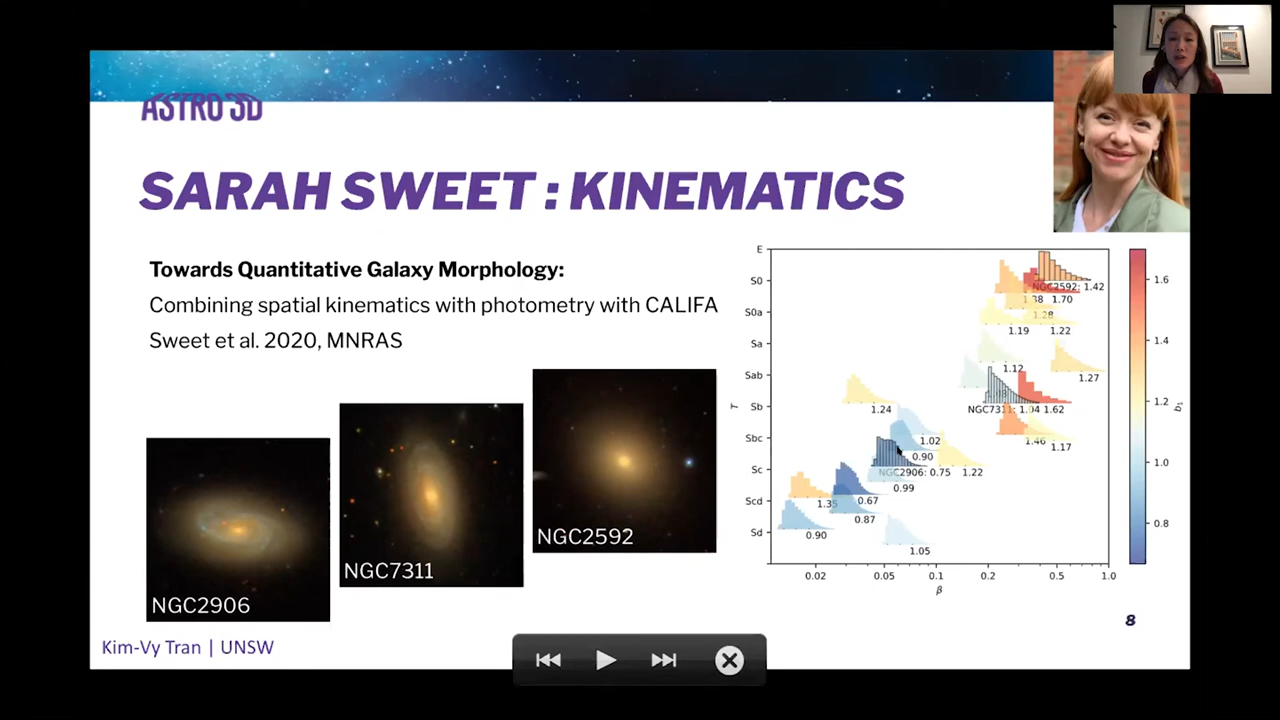 ASTRO 3D
SARAH SWEET : KINEMATICS
Towards Quantitative Galaxy Morphology:
Combining spatial kinematics with photometry with CALIFA
Sweet et al. 2020, MNRAS
NGC2906
NGC7311
NGC2592
E
S0
S0a
Sa
Sab
Sb
Sbc
Sc
Scd
Sd
T
NGC2592: 1.42
1.38 1.70
1.28
1.19 1.22
1.12
1.27
NGC7311: 1.04 1.62
1.24
1.46 1.17
1.02
0.90
NGC2906: 0.75 1.22
0.99
1.35 0.67
0.87
0.90
1.05
0.02 0.05 0.1 0.2 0.5 1.0
β
1.6
1.4
1.2
1.0
0.8
b₁
8
Kim-Vy Tran | UNSW